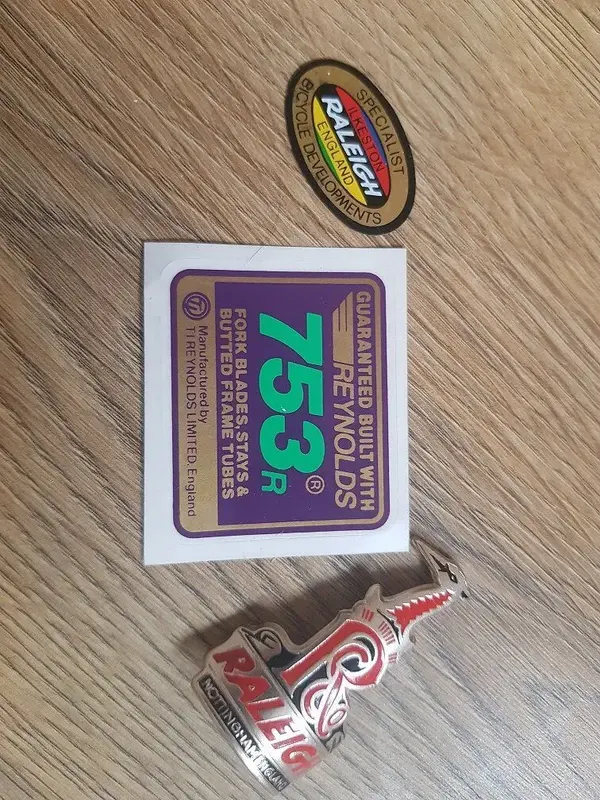 SPECIALIST
ILKESTON
RALEIGH
ENGLAND
BICYCLE DEVELOPMENTS
GUARANTEED BUILT WITH
REYNOLDS
753R®
FORK BLADES, STAYS &
BUTTED FRAME TUBES
TI
Manufactured by
TI REYNOLDS LIMITED. England
R
RALEIGH
NOTTINGHAM ENGLAND